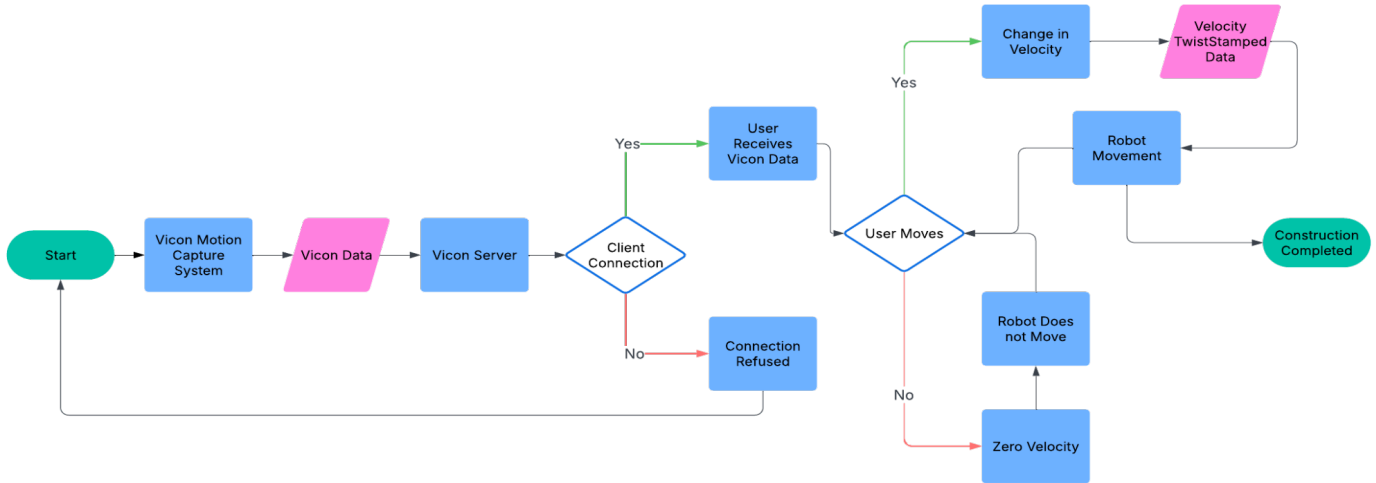 Start
Vicon Motion
Capture
System
Vicon Data
Vicon Server
Client
Connection
Yes
User
Receives
Vicon Data
No
Connection
Refused
User Moves
Yes
Change in
Velocity
Velocity
TwistStamped
Data
Robot
Movement
Construction
Completed
No
Zero Velocity
Robot Does
not Move